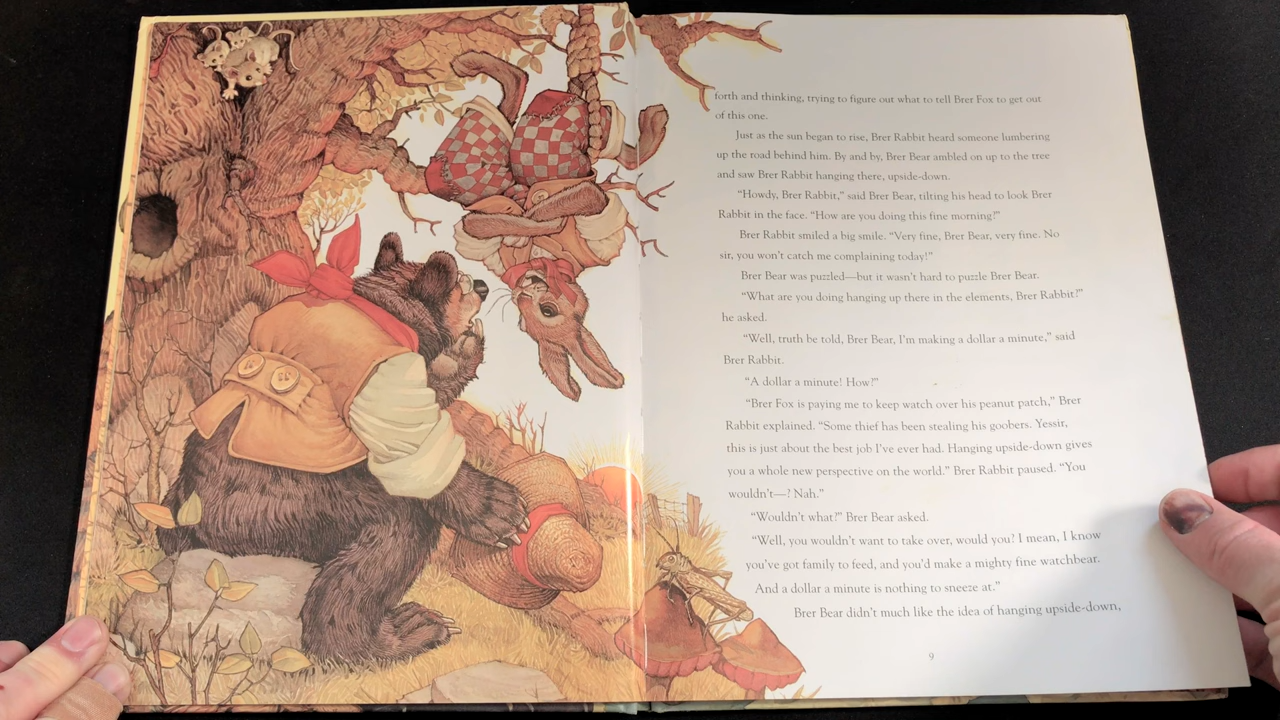 forth and thinking, trying to figure out what to tell Brer Fox to get out
of this one.
Just as the sun began to rise, Brer Rabbit heard someone lumbering
up the road behind him. By and by, Brer Bear ambled on up to the tree
and saw Brer Rabbit hanging there, upside-down.
“Howdy, Brer Rabbit,” said Brer Bear, tilting his head to look Brer
Rabbit in the face. “How are you doing this fine morning?”
Brer Rabbit smiled a big smile. “Very fine, Brer Bear, very fine. No
sir, you won’t catch me complaining today!”
Brer Bear was puzzled—but it wasn’t hard to puzzle Brer Bear.
“What are you doing hanging up there in the elements, Brer Rabbit?”
he asked.
“Well, truth be told, Brer Bear, I’m making a dollar a minute,” said
Brer Rabbit.
“A dollar a minute! How?”
“Brer Fox is paying me to keep watch over his peanut patch,” Brer
Rabbit explained. “Some thief has been stealing his goobers. Yessir,
this is just about the best job I’ve ever had. Hanging upside-down gives
you a whole new perspective on the world.” Brer Rabbit paused. “You
wouldn’t—? Nah.”
“Wouldn’t what?” Brer Bear asked.
“Well, you wouldn’t want to take over, would you? I mean, I know
you’ve got family to feed, and you’d make a mighty fine watchbear.
And a dollar a minute is nothing to sneeze at.”
Brer Bear didn’t much like the idea of hanging upside-down,
9